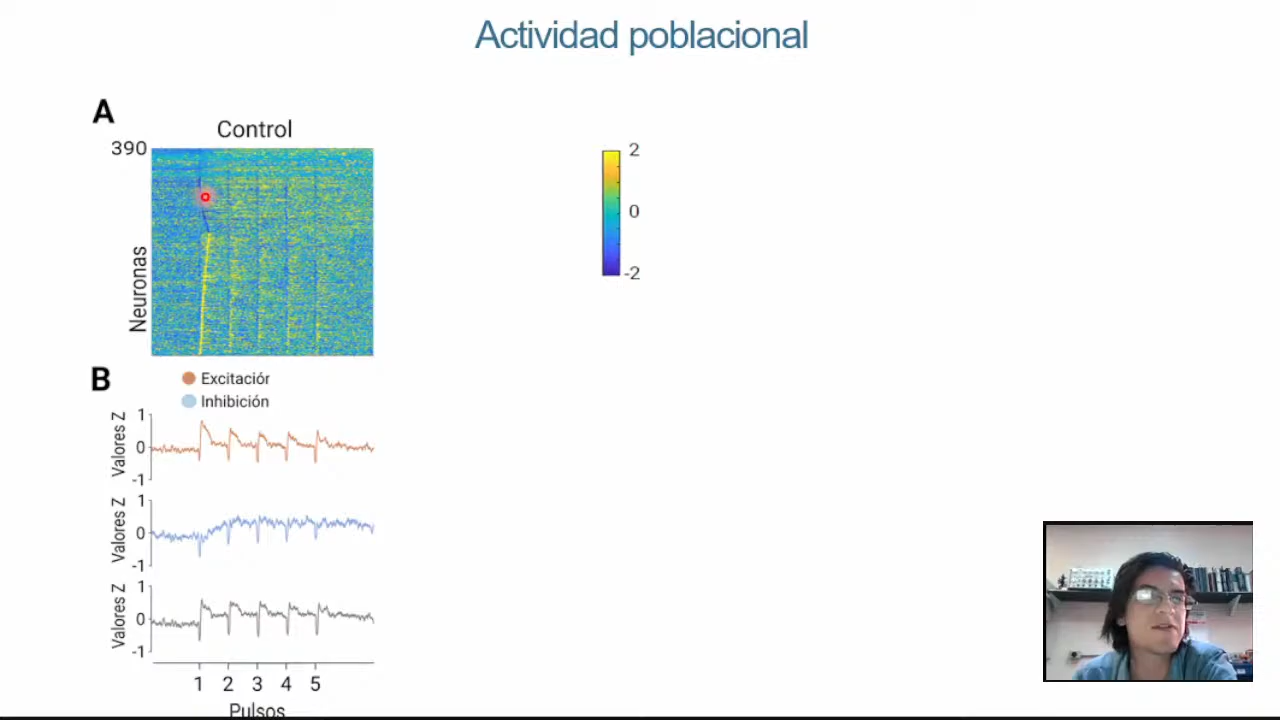 Actividad poblacional
A
Control
390
Neuronas
2
0
-2
B
Excitaciór
Inhibición
1
0
-1
Valores Z
1
0
-1
Valores Z
1
0
-1
Valores Z
1 2 3 4 5
Pulsos